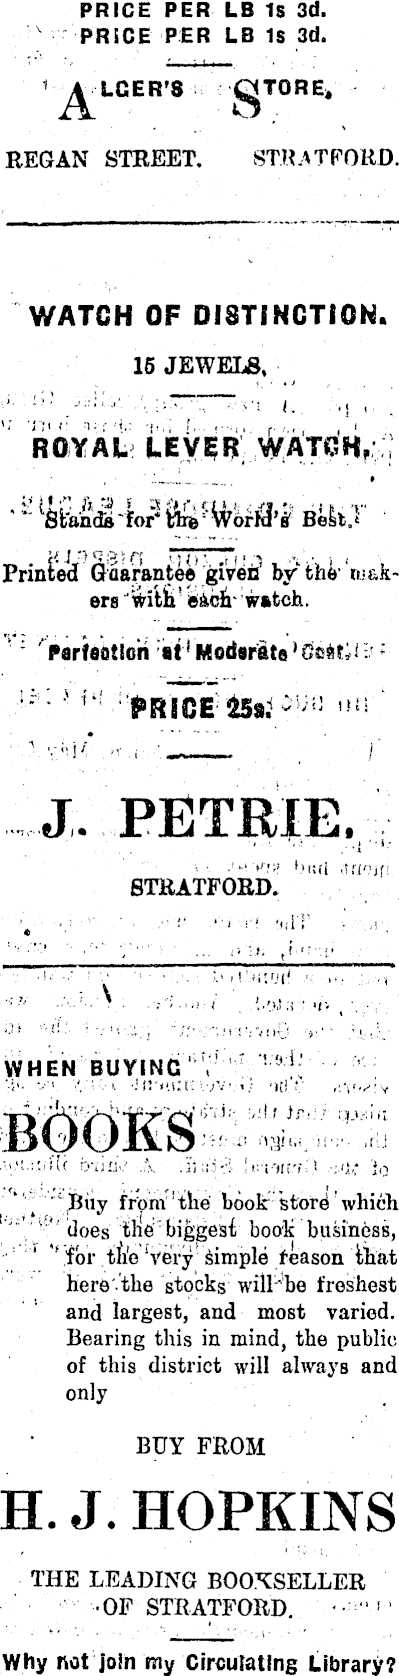 PRICE PER LB 1s 3d.
PRICE PER LB 1s 3d.
ALGER'S STORE,
REGAN STREET. STRATFORD.
WATCH OF DISTINCTION.
15 JEWELS,
ROYAL LEVER WATCH,
Stands for the World's Best,
Printed Guarantee given by the mak-
ers with each watch.
Perfection at Moderate Cost.
PRICE 25s.
J. PETRIE,
STRATFORD.
WHEN BUYING
BOOKS
Buy from the book store which
does the biggest book business,
for the very simple reason that
here the stocks will be freshest
and largest, and most varied.
Bearing this in mind, the public
of this district will always and
only
BUY FROM
H. J. HOPKINS
THE LEADING BOOKSELLER
OF STRATFORD.
Why not join my Circulating Library?